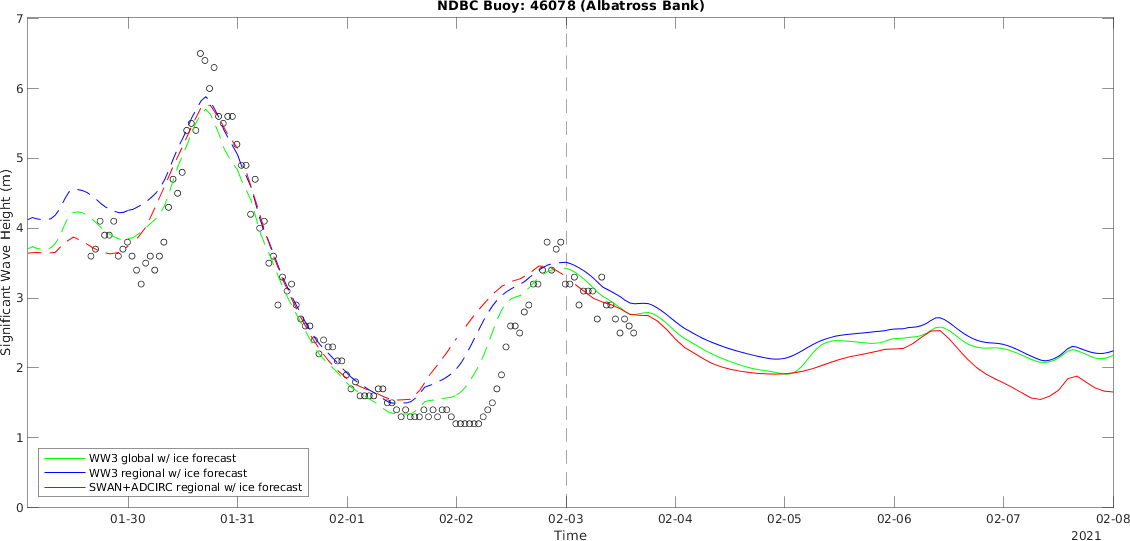 NDBC Buoy: 46078 (Albatross Bank)
7
6
5
4
3
2
1
0
Significant Wave Height (m)
WW3 global w/ ice forecast
WW3 regional w/ ice forecast
SWAN+ADCIRC regional w/ ice forecast
01-30 01-31 02-01 02-02 02-03 02-04 02-05 02-06 02-07 02-08
Time
2021